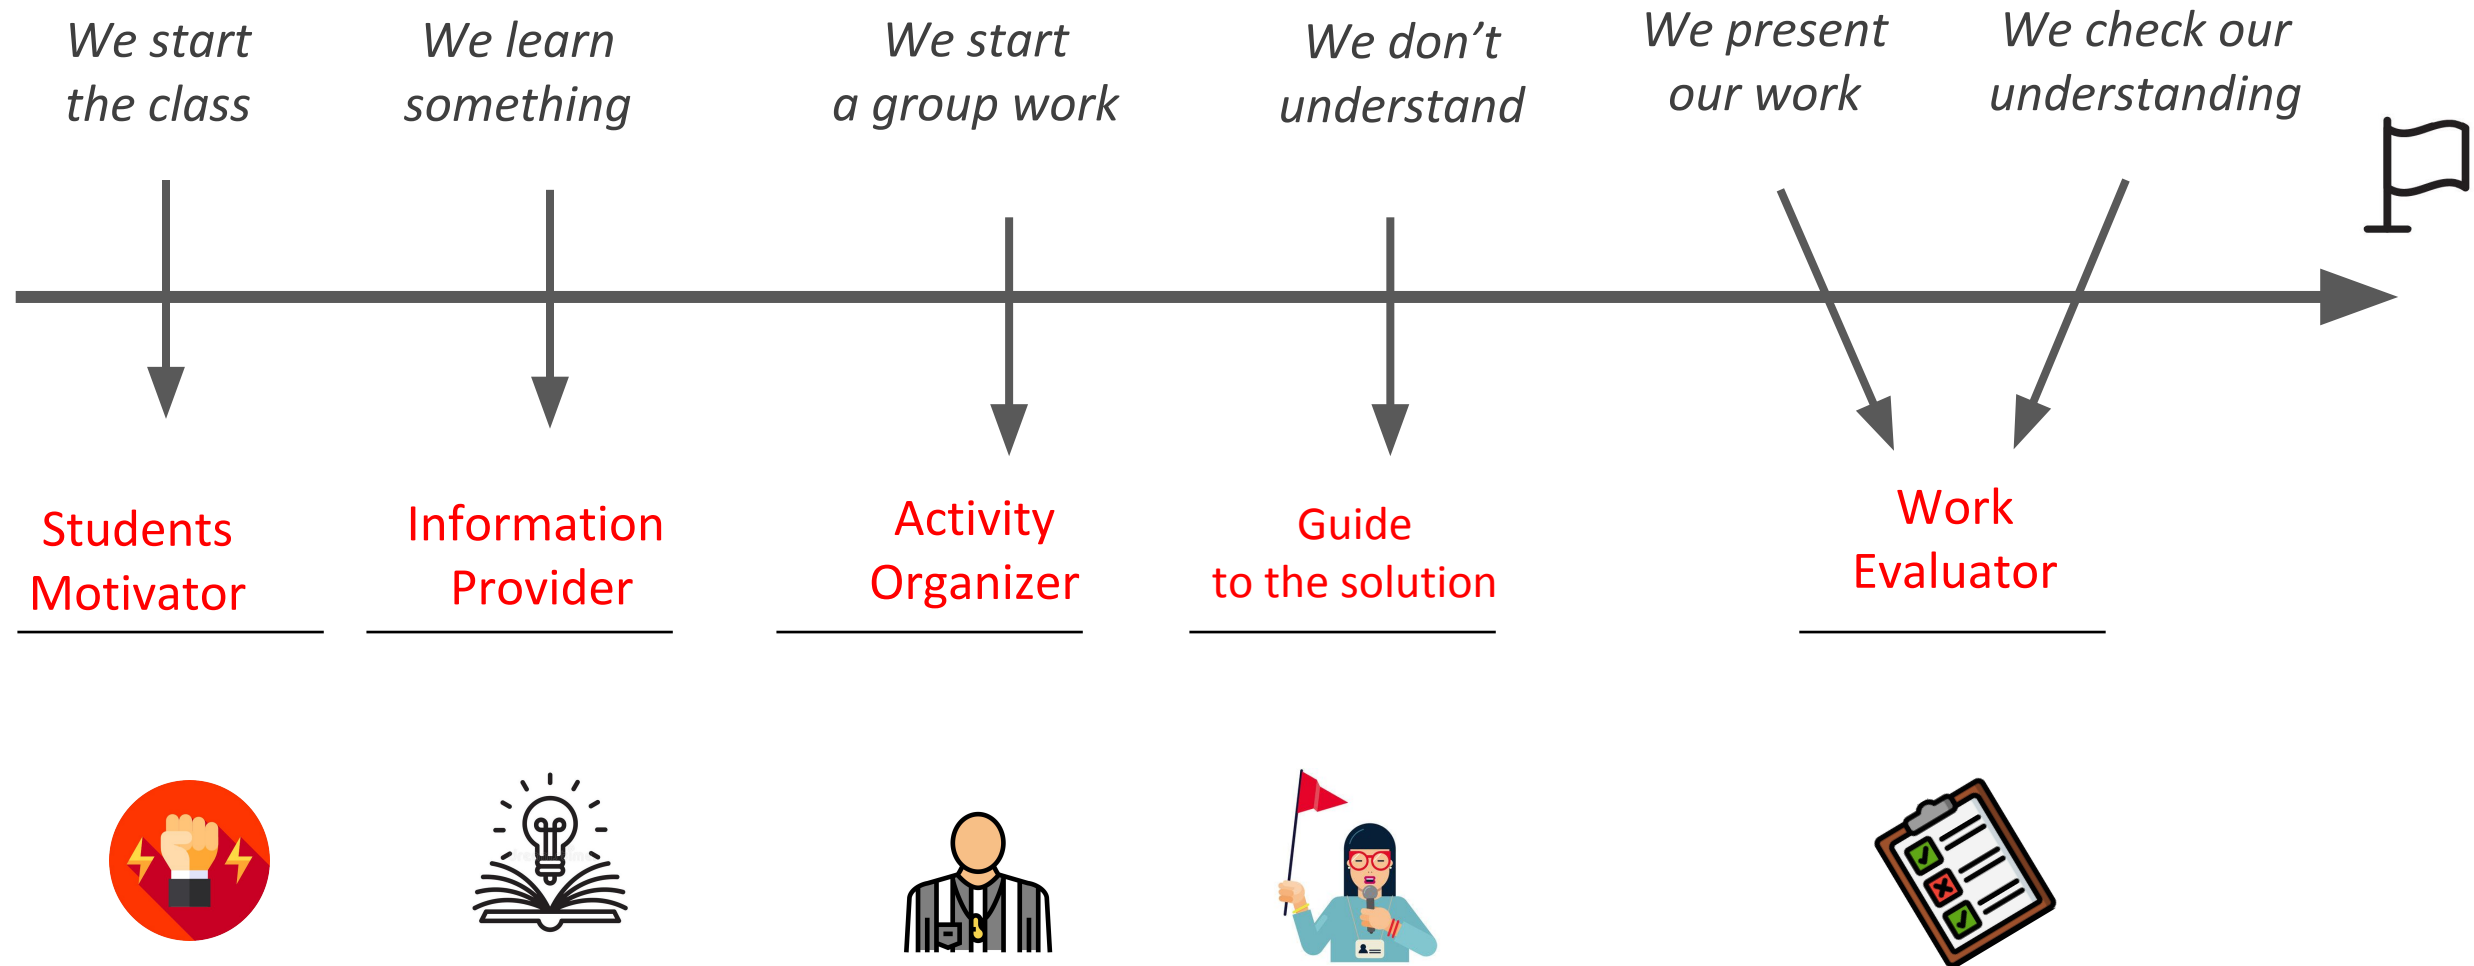 We start
the class
We learn
something
We start
a group work
We don't
understand
We present
our work
We check our
understanding
Students
Motivator
Information
Provider
Activity
Organizer
Guide
to the solution
Work
Evaluator